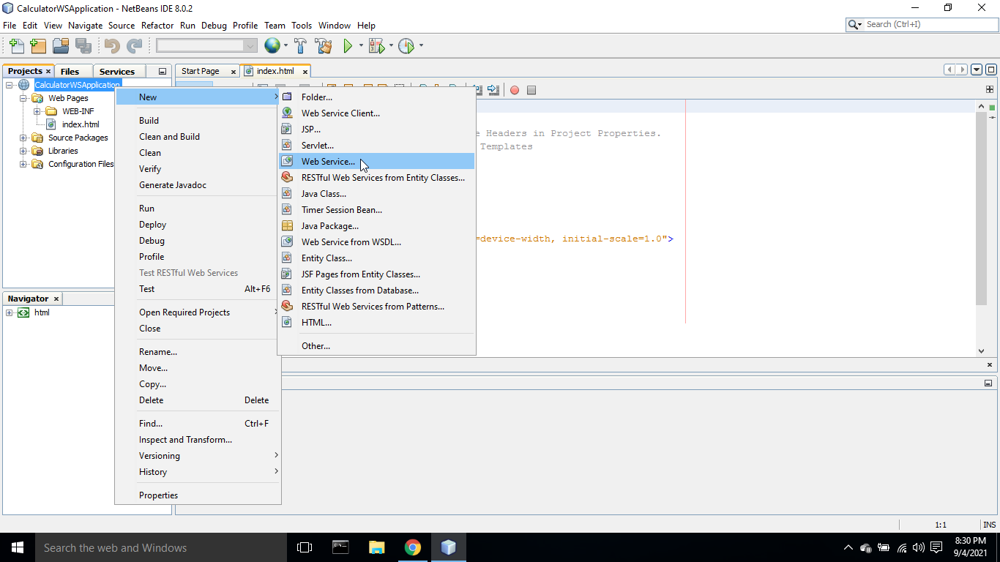 CalculatorWSApplication - NetBeans IDE 8.0.2
File Edit View Navigate Source Refactor Run Debug Profile Team Tools Window Help
Search (Ctrl+I)
Projects Files Services
Start Page index.html
CalculatorWSApplication
Web Pages
WEB-INF
index.html
Source Packages
Libraries
Configuration Files
Navigator
html
New
Build
Clean and Build
Clean
Verify
Generate Javadoc
Run
Deploy
Debug
Profile
Test RESTful Web Services
Test Alt+F6
Open Required Projects
Close
Rename...
Move...
Copy...
Delete Delete
Find... Ctrl+F
Inspect and Transform...
Versioning
History
Properties
Folder...
Web Service Client...
JSP...
Servlet...
Web Service...
RESTful Web Services from Entity Classes...
Java Class...
Timer Session Bean...
Java Package...
Web Service from WSDL...
Entity Class...
JSF Pages from Entity Classes...
Entity Classes from Database...
RESTful Web Services from Patterns...
HTML...
Other...
Headers in Project Properties.
Templates
=device-width, initial-scale=1.0">
1:1 INS
Search the web and Windows
8:30 PM
9/4/2021